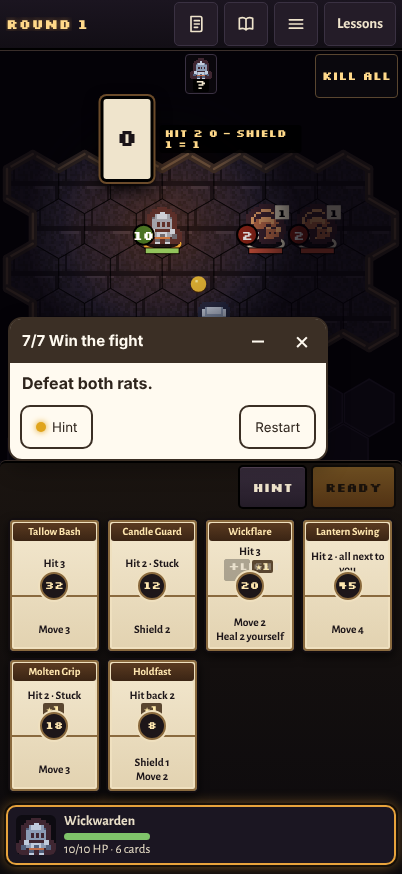 ROUND 1
Lessons
?
KILL ALL
0
HIT 2 0 - SHIELD
1 = 1
1
1
10
2
2
7/7 Win the fight
Defeat both rats.
Hint
Restart
HINT
READY
Tallow Bash
Hit 3
32
Move 3
Candle Guard
Hit 2 · Stuck
12
Shield 2
Wickflare
Hit 3
★1
20
Move 2
Heal 2 yourself
Lantern Swing
Hit 2 · all next to
you
45
Move 4
Molten Grip
Hit 2 · Stuck
★1
18
Move 3
Holdfast
Hit back 2
★1
8
Shield 1
Move 2
Wickwarden
10/10 HP · 6 cards